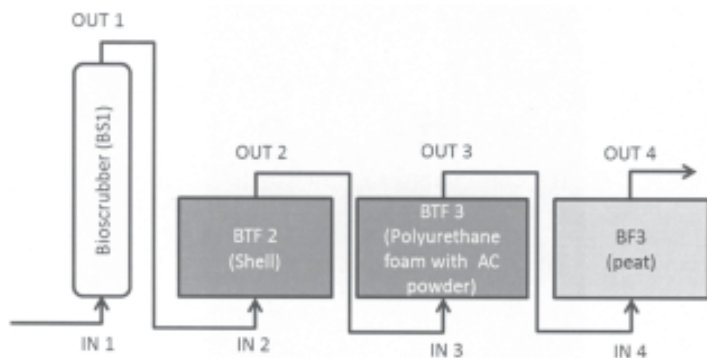 OUT 1
Bioscrubber (BS1)
OUT 2
OUT 3
OUT 4
BTF 2
(Shell)
BTF 3
(Polyurethane
foam with AC
powder)
BF3
(peat)
IN 1
IN 2
IN 3
IN 4